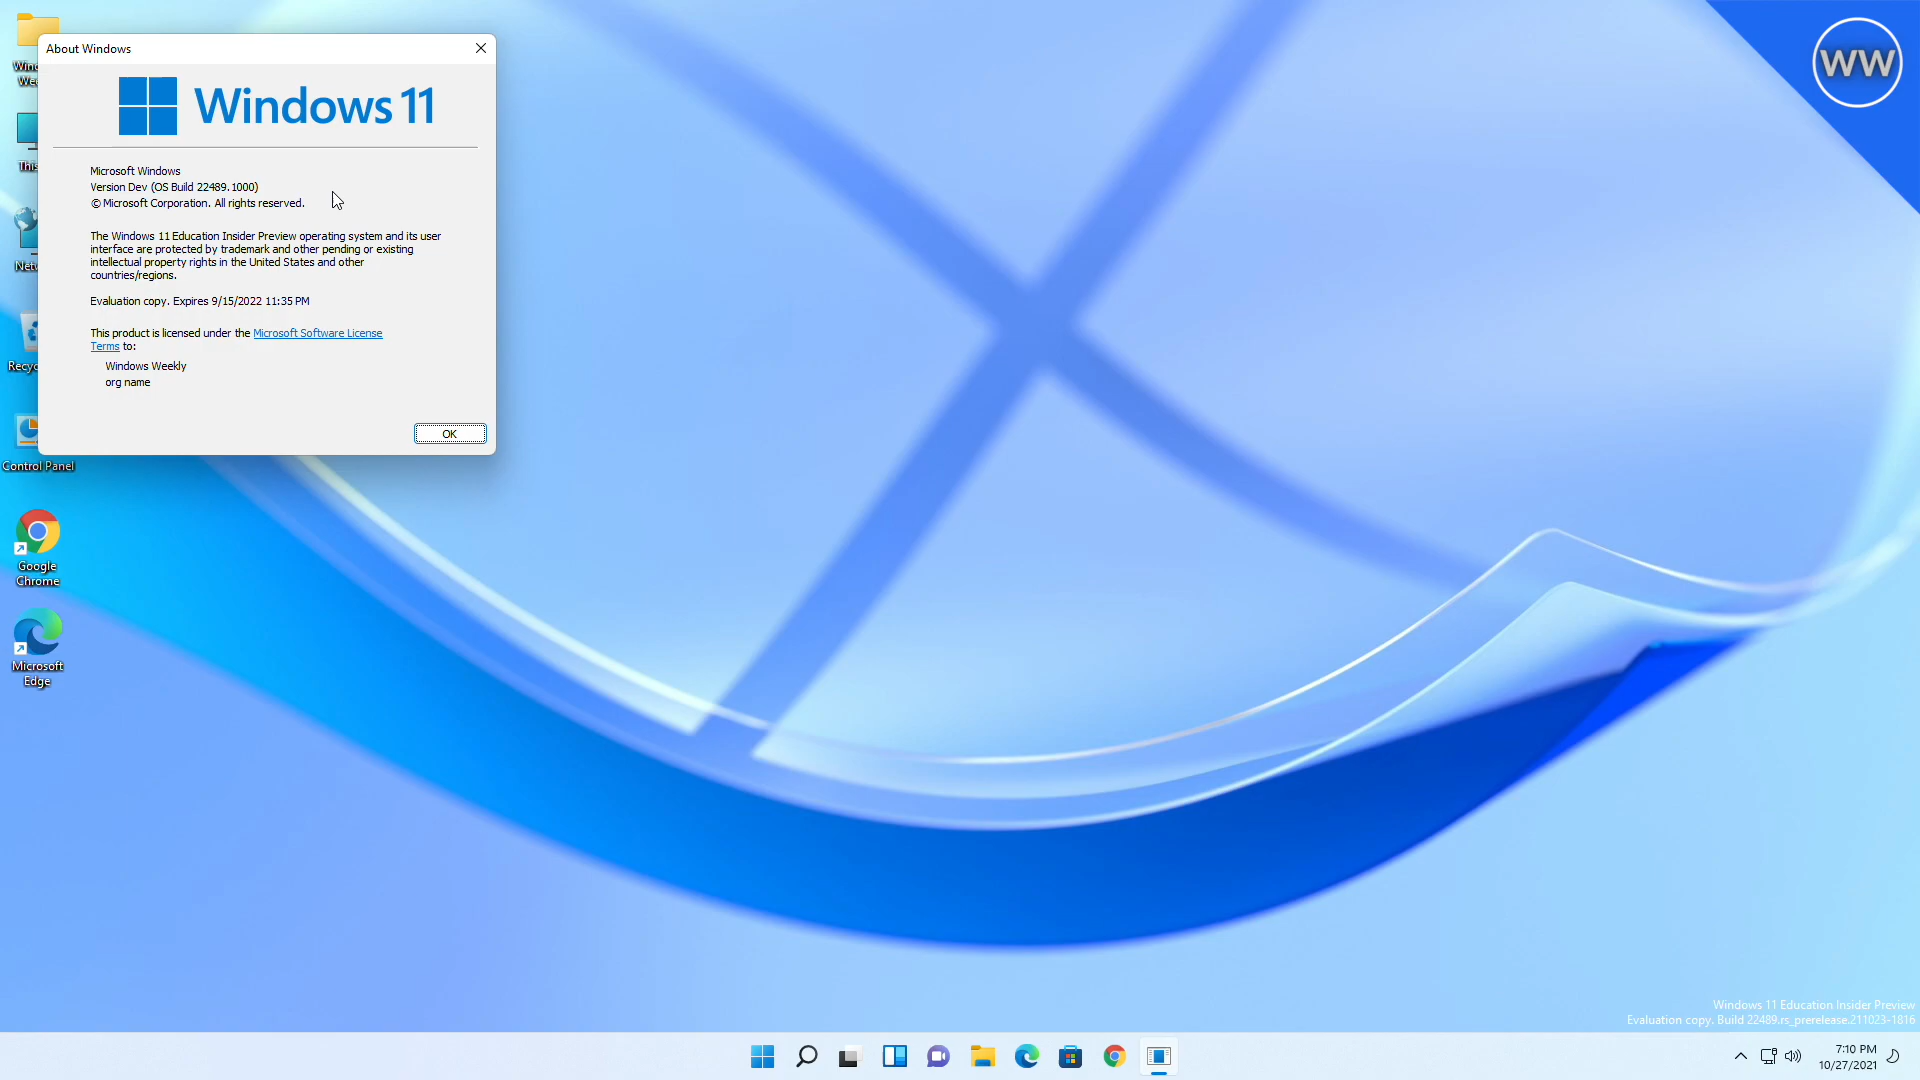 About Windows
Windows 11
Microsoft Windows
Version Dev (OS Build 22489.1000)
© Microsoft Corporation. All rights reserved.
The Windows 11 Education Insider Preview operating system and its user
interface are protected by trademark and other pending or existing
intellectual property rights in the United States and other
countries/regions.
Evaluation copy. Expires 9/15/2022 11:35 PM
This product is licensed under the Microsoft Software License
Terms to:
Windows Weekly
org name
OK
Control Panel
Google
Chrome
Microsoft
Edge
WW
Windows 11 Education Insider Preview
Evaluation copy. Build 22489.rs_prerelease.211023-1816
7:10 PM
10/27/2021